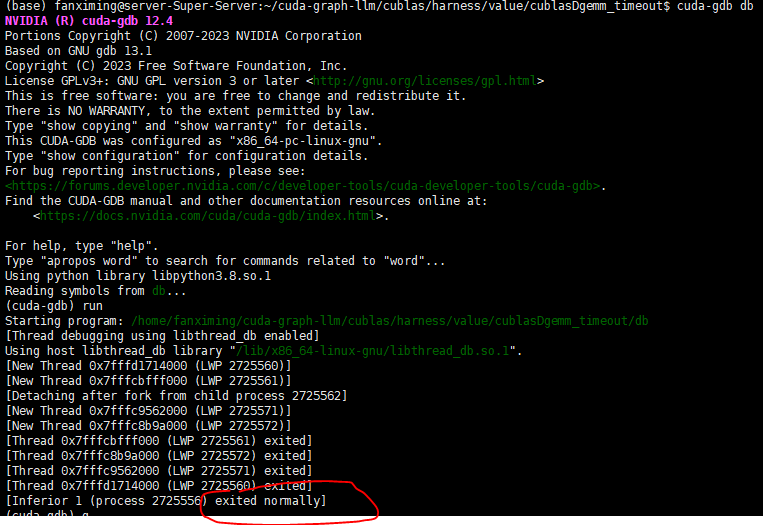 (base) fanximing@server-Super-Server:~/cuda-graph-llm/cublas/harness/value/cublasDgemm_timeout$ cuda-gdb db
NVIDIA (R) cuda-gdb 12.4
Portions Copyright (C) 2007-2023 NVIDIA Corporation
Based on GNU gdb 13.1
Copyright (C) 2023 Free Software Foundation, Inc.
License GPLv3+: GNU GPL version 3 or later <http://gnu.org/licenses/gpl.html>
This is free software: you are free to change and redistribute it.
There is NO WARRANTY, to the extent permitted by law.
Type "show copying" and "show warranty" for details.
This CUDA-GDB was configured as "x86_64-pc-linux-gnu".
Type "show configuration" for configuration details.
For bug reporting instructions, please see:
<https://forums.developer.nvidia.com/c/developer-tools/cuda-developer-tools/cuda-gdb>.
Find the CUDA-GDB manual and other documentation resources online at:
<https://docs.nvidia.com/cuda/cuda-gdb/index.html>.
For help, type "help".
Type "apropos word" to search for commands related to "word"...
Using python library libpython3.8.so.1
Reading symbols from db...
(cuda-gdb) run
Starting program: /home/fanximing/cuda-graph-llm/cublas/harness/value/cublasDgemm_timeout/db
[Thread debugging using libthread_db enabled]
Using host libthread_db library "/lib/x86_64-linux-gnu/libthread_db.so.1".
[New Thread 0x7fffd1714000 (LWP 2725560)]
[New Thread 0x7fffcbfff000 (LWP 2725561)]
[Detaching after fork from child process 2725562]
[New Thread 0x7fffc9562000 (LWP 2725571)]
[New Thread 0x7fffc8b9a000 (LWP 2725572)]
[Thread 0x7fffcbfff000 (LWP 2725561) exited]
[Thread 0x7fffc8b9a000 (LWP 2725572) exited]
[Thread 0x7fffc9562000 (LWP 2725571) exited]
[Thread 0x7fffd1714000 (LWP 2725560) exited]
[Inferior 1 (process 2725556) exited normally]
(cuda-gdb) q